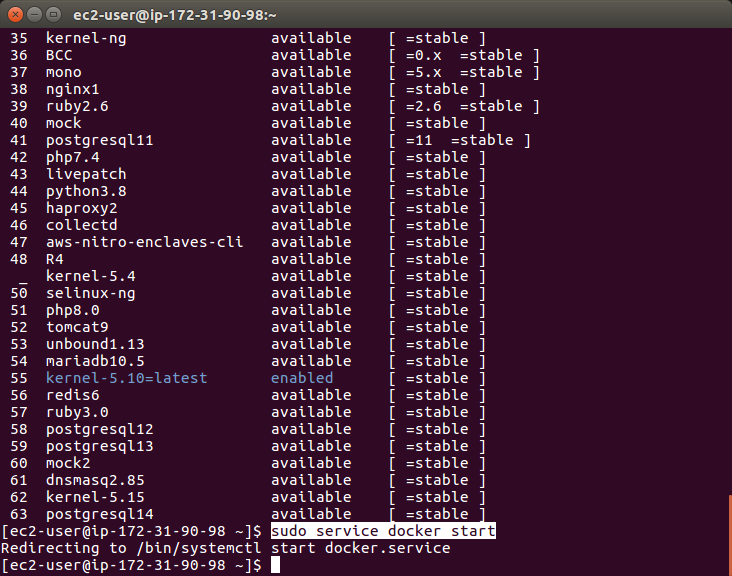 ec2-user@ip-172-31-90-98:~
35 kernel-ng available [ =stable ]
36 BCC available [ =0.x =stable ]
37 mono available [ =5.x =stable ]
38 nginx1 available [ =stable ]
39 ruby2.6 available [ =2.6 =stable ]
40 mock available [ =stable ]
41 postgresql11 available [ =11 =stable ]
42 php7.4 available [ =stable ]
43 livepatch available [ =stable ]
44 python3.8 available [ =stable ]
45 haproxy2 available [ =stable ]
46 collectd available [ =stable ]
47 aws-nitro-enclaves-cli available [ =stable ]
48 R4 available [ =stable ]
_ kernel-5.4 available [ =stable ]
50 selinux-ng available [ =stable ]
51 php8.0 available [ =stable ]
52 tomcat9 available [ =stable ]
53 unbound1.13 available [ =stable ]
54 mariadb10.5 available [ =stable ]
55 kernel-5.10=latest enabled [ =stable ]
56 redis6 available [ =stable ]
57 ruby3.0 available [ =stable ]
58 postgresql12 available [ =stable ]
59 postgresql13 available [ =stable ]
60 mock2 available [ =stable ]
61 dnsmasq2.85 available [ =stable ]
62 kernel-5.15 available [ =stable ]
63 postgresql14 available [ =stable ]
[ec2-user@ip-172-31-90-98 ~]$ sudo service docker start
Redirecting to /bin/systemctl start docker.service
[ec2-user@ip-172-31-90-98 ~]$